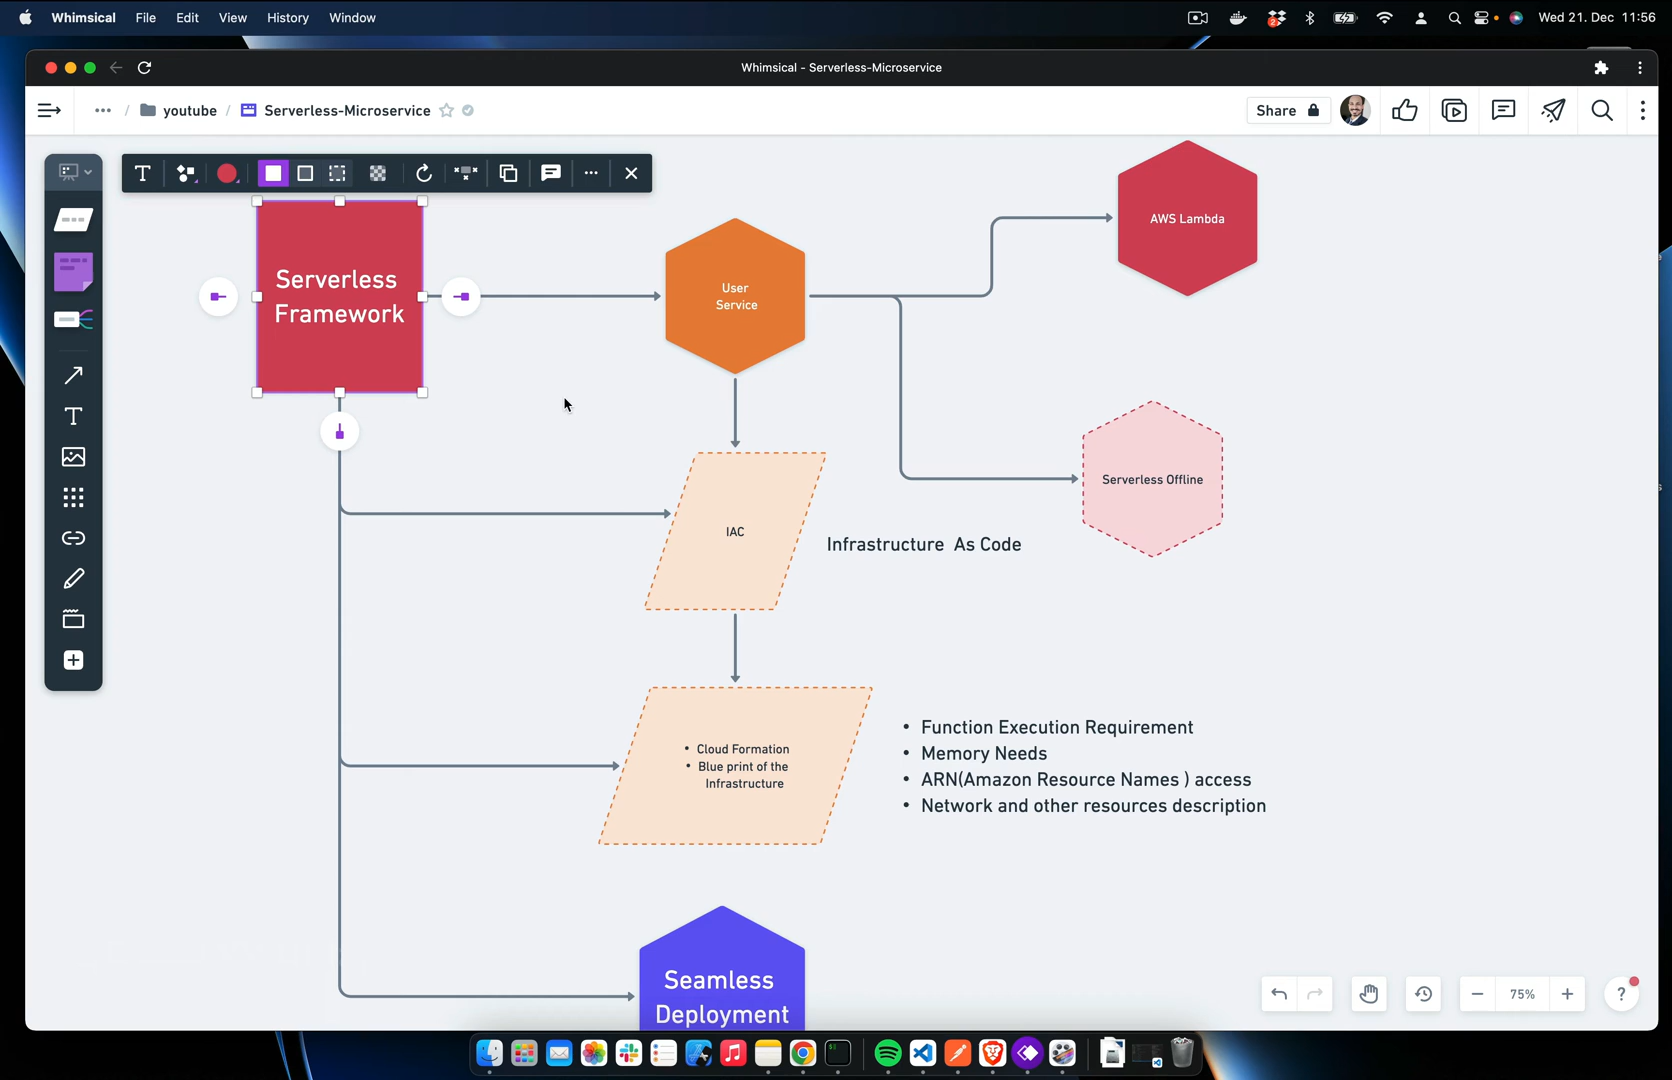 Whimsical File Edit View History Window
Wed 21. Dec 11:56
Whimsical - Serverless-Microservice
··· / youtube / Serverless-Microservice
Share
T
Serverless
Framework
User
Service
AWS Lambda
Serverless Offline
T
IAC
Infrastructure As Code
• Cloud Formation
• Blue print of the
Infrastructure
• Function Execution Requirement
• Memory Needs
• ARN(Amazon Resource Names ) access
• Network and other resources description
Seamless
Deployment
75%
?